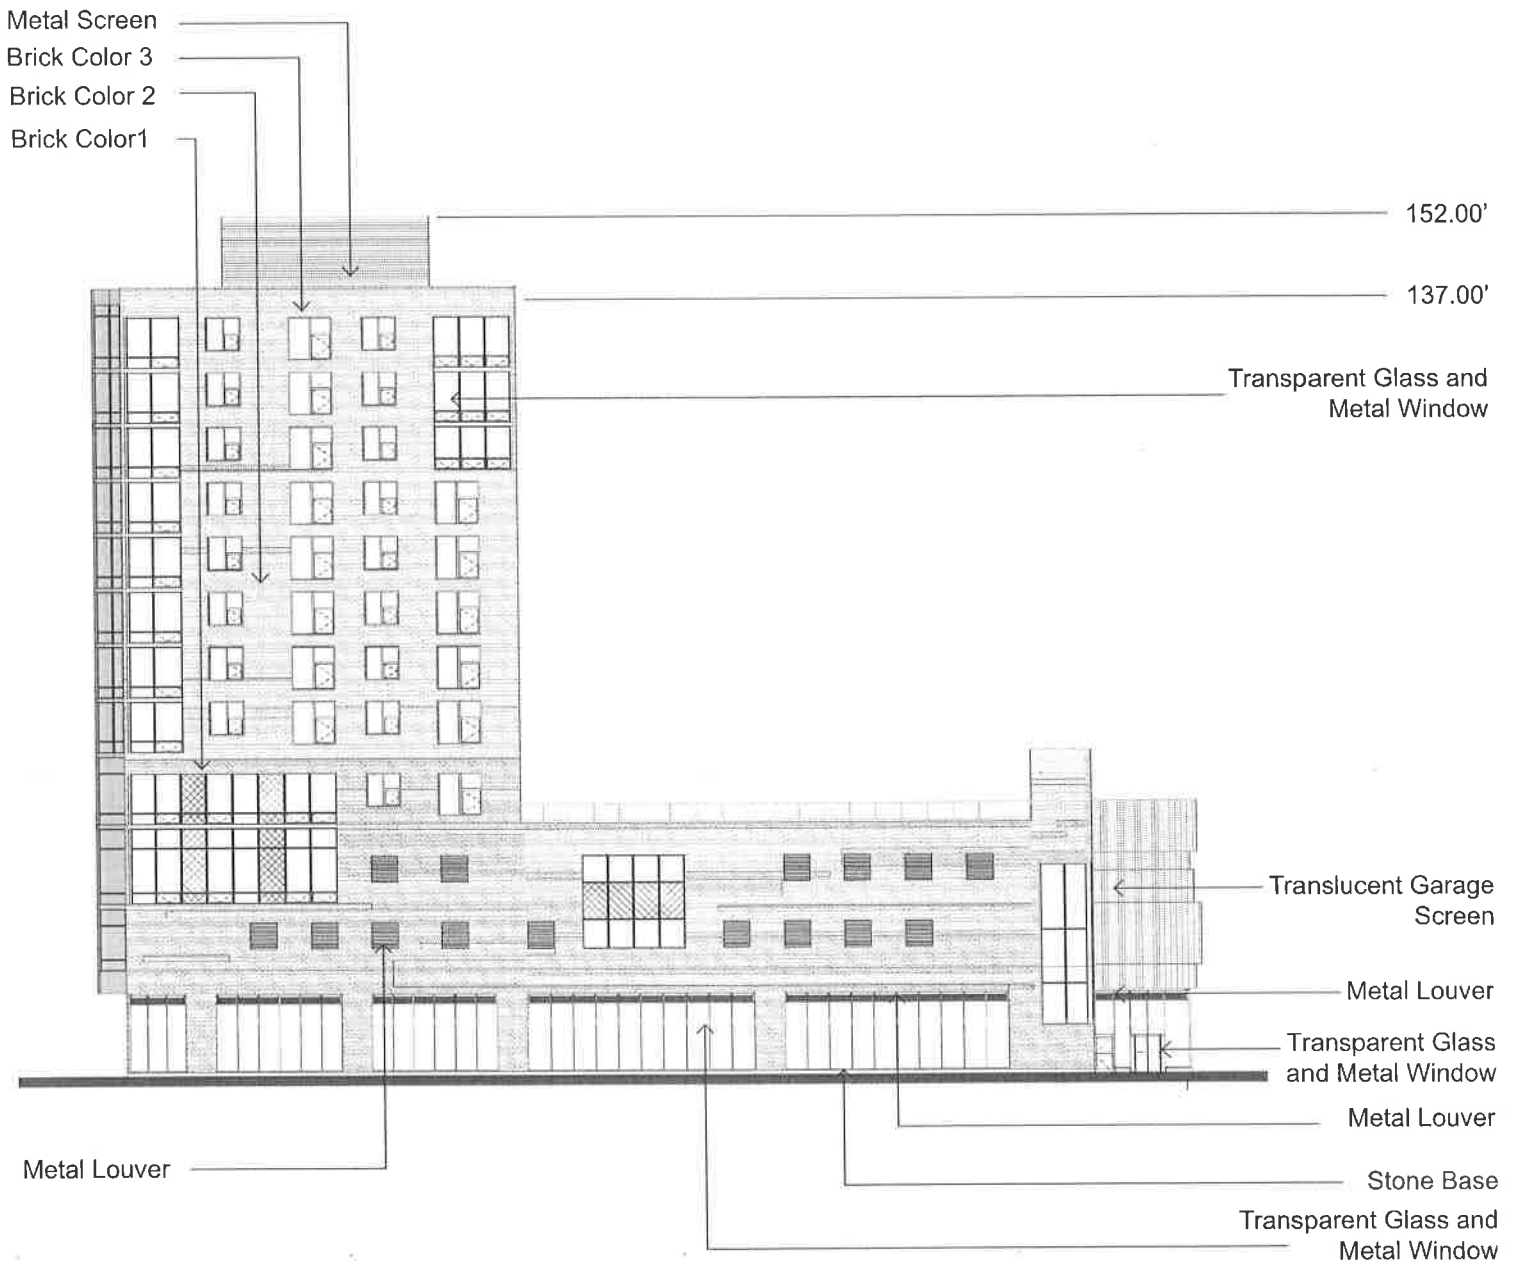 Metal Screen
Brick Color 3
Brick Color 2
Brick Color1
152.00'
137.00'
Transparent Glass and
Metal Window
Translucent Garage
Screen
Metal Louver
Transparent Glass
and Metal Window
Metal Louver
Metal Louver
Stone Base
Transparent Glass and
Metal Window